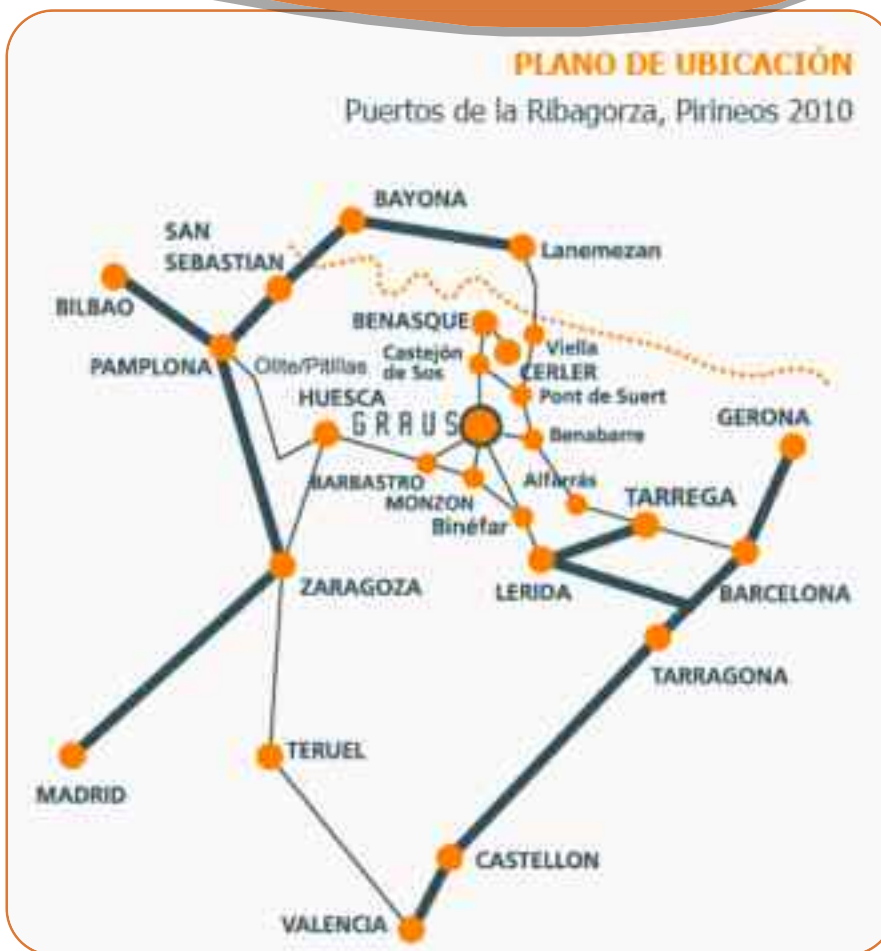 PLANO DE UBICACIÓN
Puertos de la Ribagorza, Pirineos 2010
BAYONA
SAN
SEBASTIAN
Lanemezan
BILBAO
BENASQUE
PAMPLONA
Olite/Pitillas
Castejón
de Sos
Viella
CERLER
HUESCA
Pont de Suert
GRAUS
GERONA
Benabarre
BARBASTRO
Alfarrás
MONZON
TARREGA
Binéfar
ZARAGOZA
LERIDA
BARCELONA
TARRAGONA
TERUEL
MADRID
CASTELLON
VALENCIA